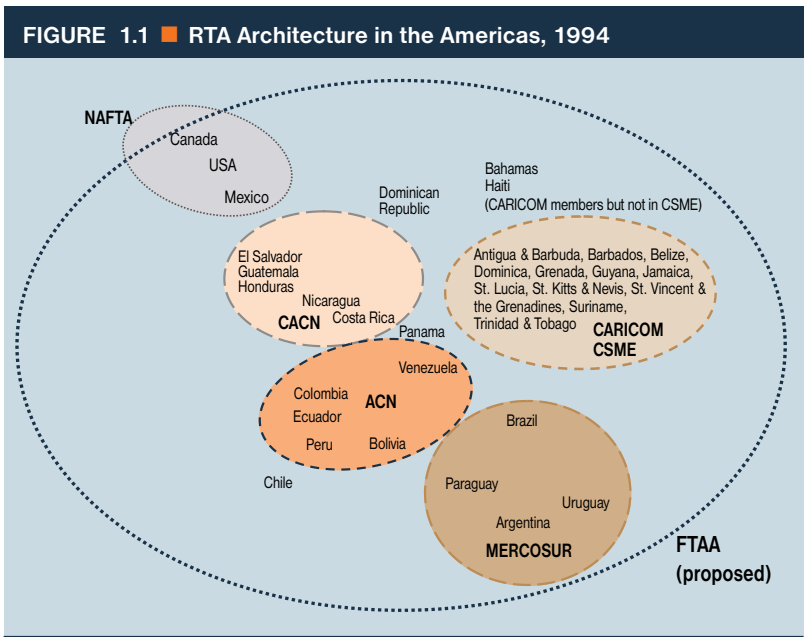 FIGURE 1.1 ■ RTA Architecture in the Americas, 1994
NAFTA
Canada
USA
Mexico
Dominican
Republic
Bahamas
Haiti
(CARICOM members but not in CSME)
El Salvador
Guatemala
Honduras
Nicaragua
Costa Rica
CACN
Antigua & Barbuda, Barbados, Belize,
Dominica, Grenada, Guyana, Jamaica,
St. Lucia, St. Kitts & Nevis, St. Vincent &
the Grenadines, Suriname,
Trinidad & Tobago
CARICOM
CSME
Panama
Venezuela
Colombia
ACN
Ecuador
Peru
Bolivia
Chile
Brazil
Paraguay
Uruguay
Argentina
MERCOSUR
FTAA
(proposed)